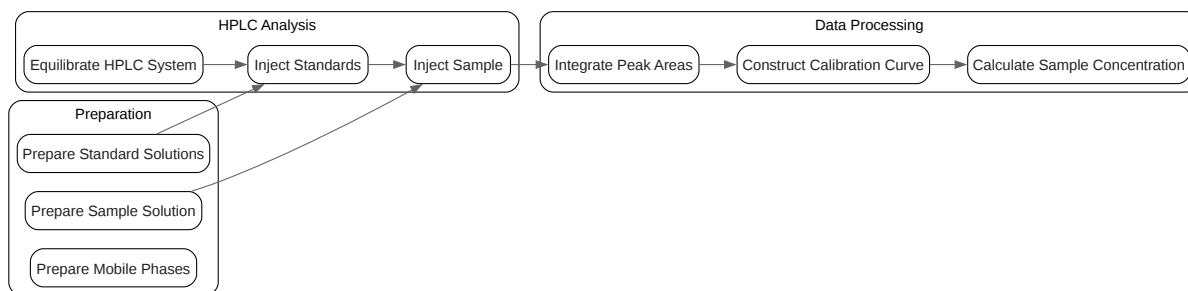 HPLC Analysis
Equilibrate HPLC System
Inject Standards
Inject Sample
Data Processing
Integrate Peak Areas
Construct Calibration Curve
Calculate Sample Concentration
Preparation
Prepare Standard Solutions
Prepare Sample Solution
Prepare Mobile Phases